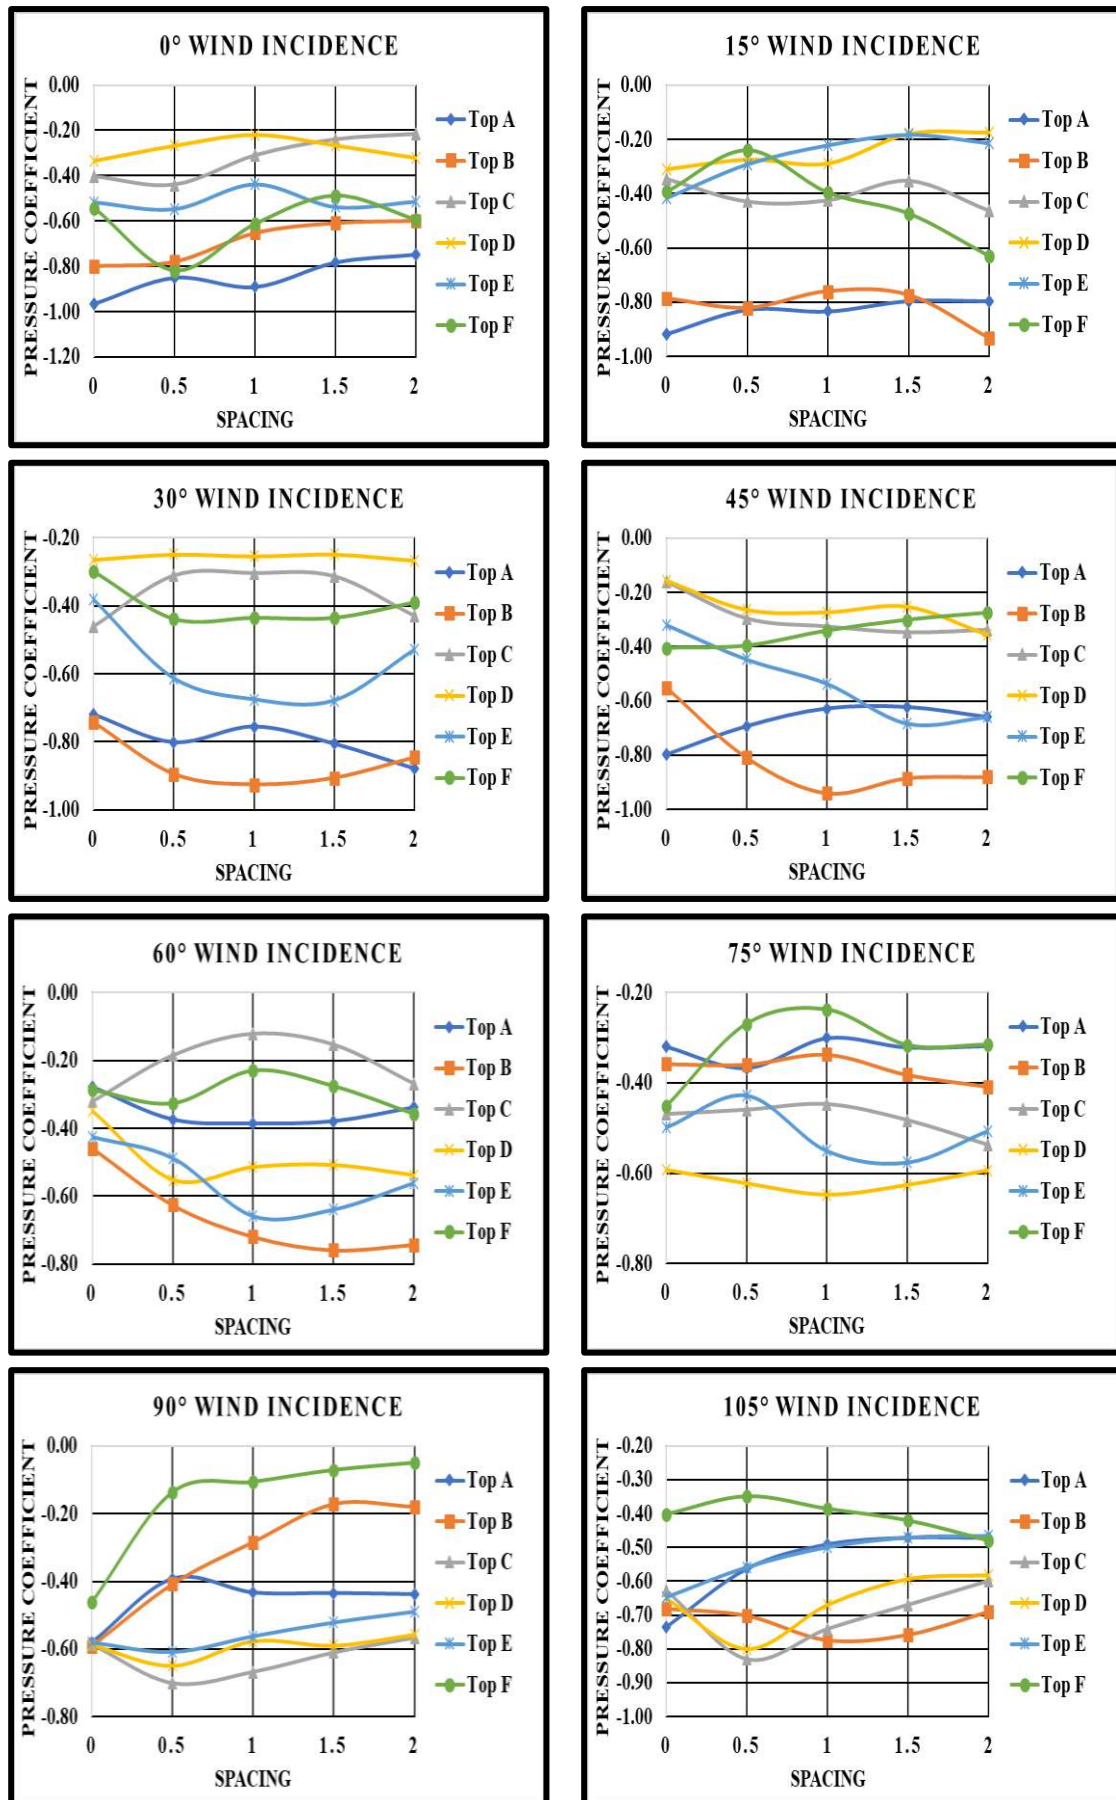 0° WIND INCIDENCE
PRESSURE COEFFICIENT
0.00
-0.20
-0.40
-0.60
-0.80
-1.00
-1.20
0 0.5 1 1.5 2
SPACING
Top A
Top B
Top C
Top D
Top E
Top F
15° WIND INCIDENCE
PRESSURE COEFFICIENT
0.00
-0.20
-0.40
-0.60
-0.80
-1.00
0 0.5 1 1.5 2
SPACING
Top A
Top B
Top C
Top D
Top E
Top F
30° WIND INCIDENCE
PRESSURE COEFFICIENT
-0.20
-0.40
-0.60
-0.80
-1.00
0 0.5 1 1.5 2
SPACING
Top A
Top B
Top C
Top D
Top E
Top F
45° WIND INCIDENCE
PRESSURE COEFFICIENT
0.00
-0.20
-0.40
-0.60
-0.80
-1.00
0 0.5 1 1.5 2
SPACING
Top A
Top B
Top C
Top D
Top E
Top F
60° WIND INCIDENCE
PRESSURE COEFFICIENT
0.00
-0.20
-0.40
-0.60
-0.80
0 0.5 1 1.5 2
SPACING
Top A
Top B
Top C
Top D
Top E
Top F
75° WIND INCIDENCE
PRESSURE COEFFICIENT
-0.20
-0.40
-0.60
-0.80
0 0.5 1 1.5 2
SPACING
Top A
Top B
Top C
Top D
Top E
Top F
90° WIND INCIDENCE
PRESSURE COEFFICIENT
0.00
-0.20
-0.40
-0.60
-0.80
0 0.5 1 1.5 2
SPACING
Top A
Top B
Top C
Top D
Top E
Top F
105° WIND INCIDENCE
PRESSURE COEFFICIENT
-0.20
-0.30
-0.40
-0.50
-0.60
-0.70
-0.80
-0.90
-1.00
0 0.5 1 1.5 2
SPACING
Top A
Top B
Top C
Top D
Top E
Top F